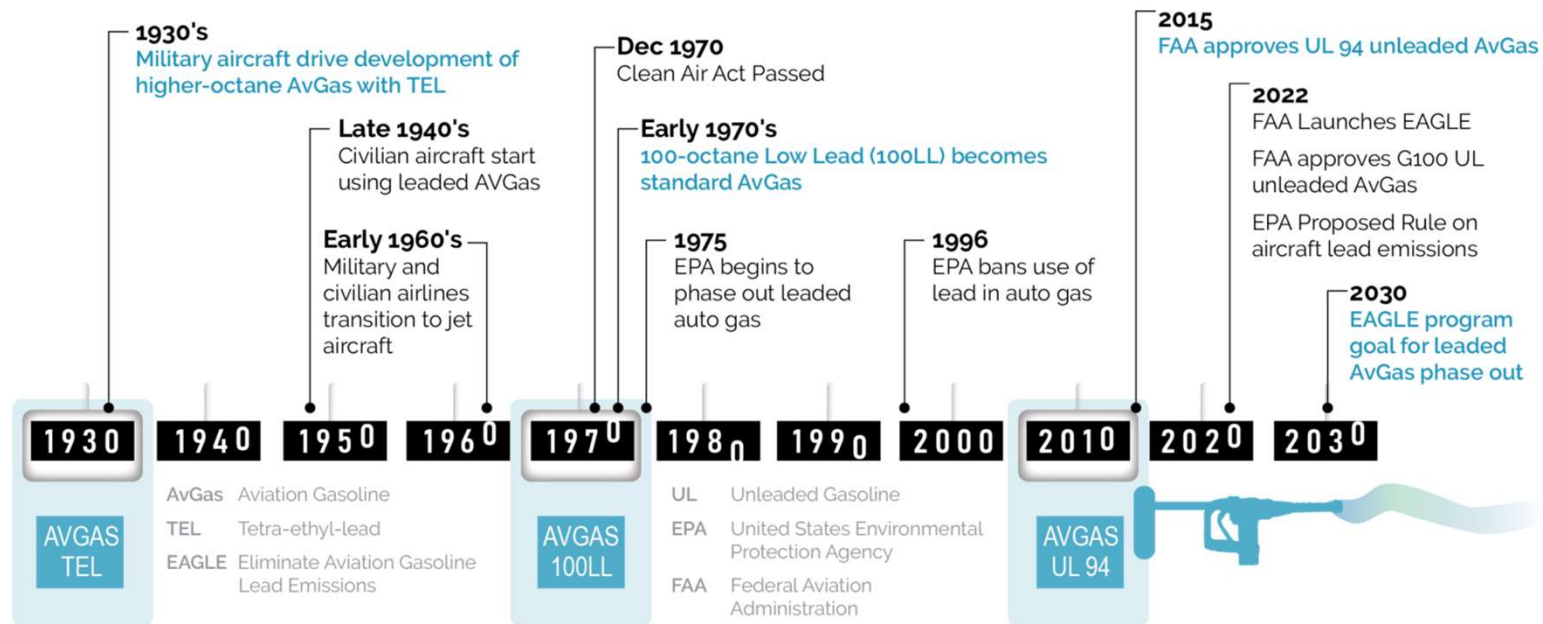 1930's
Military aircraft drive development of
higher-octane AvGas with TEL
Late 1940's
Civilian aircraft start
using leaded AVGas
Early 1960's
Military and
civilian airlines
transition to jet
aircraft
Dec 1970
Clean Air Act Passed
Early 1970's
100-octane Low Lead (100LL) becomes
standard AvGas
1975
EPA begins to
phase out leaded
auto gas
1996
EPA bans use of
lead in auto gas
2015
FAA approves UL 94 unleaded AvGas
2022
FAA Launches EAGLE
FAA approves G100 UL
unleaded AvGas
EPA Proposed Rule on
aircraft lead emissions
2030
EAGLE program
goal for leaded
AvGas phase out
1930 1940 1950 1960 1970 1980 1990 2000 2010 2020 2030
AVGAS
TEL
AvGas Aviation Gasoline
TEL Tetra-ethyl-lead
EAGLE Eliminate Aviation Gasoline
Lead Emissions
AVGAS
100LL
UL Unleaded Gasoline
EPA United States Environmental
Protection Agency
FAA Federal Aviation
Administration
AVGAS
UL 94